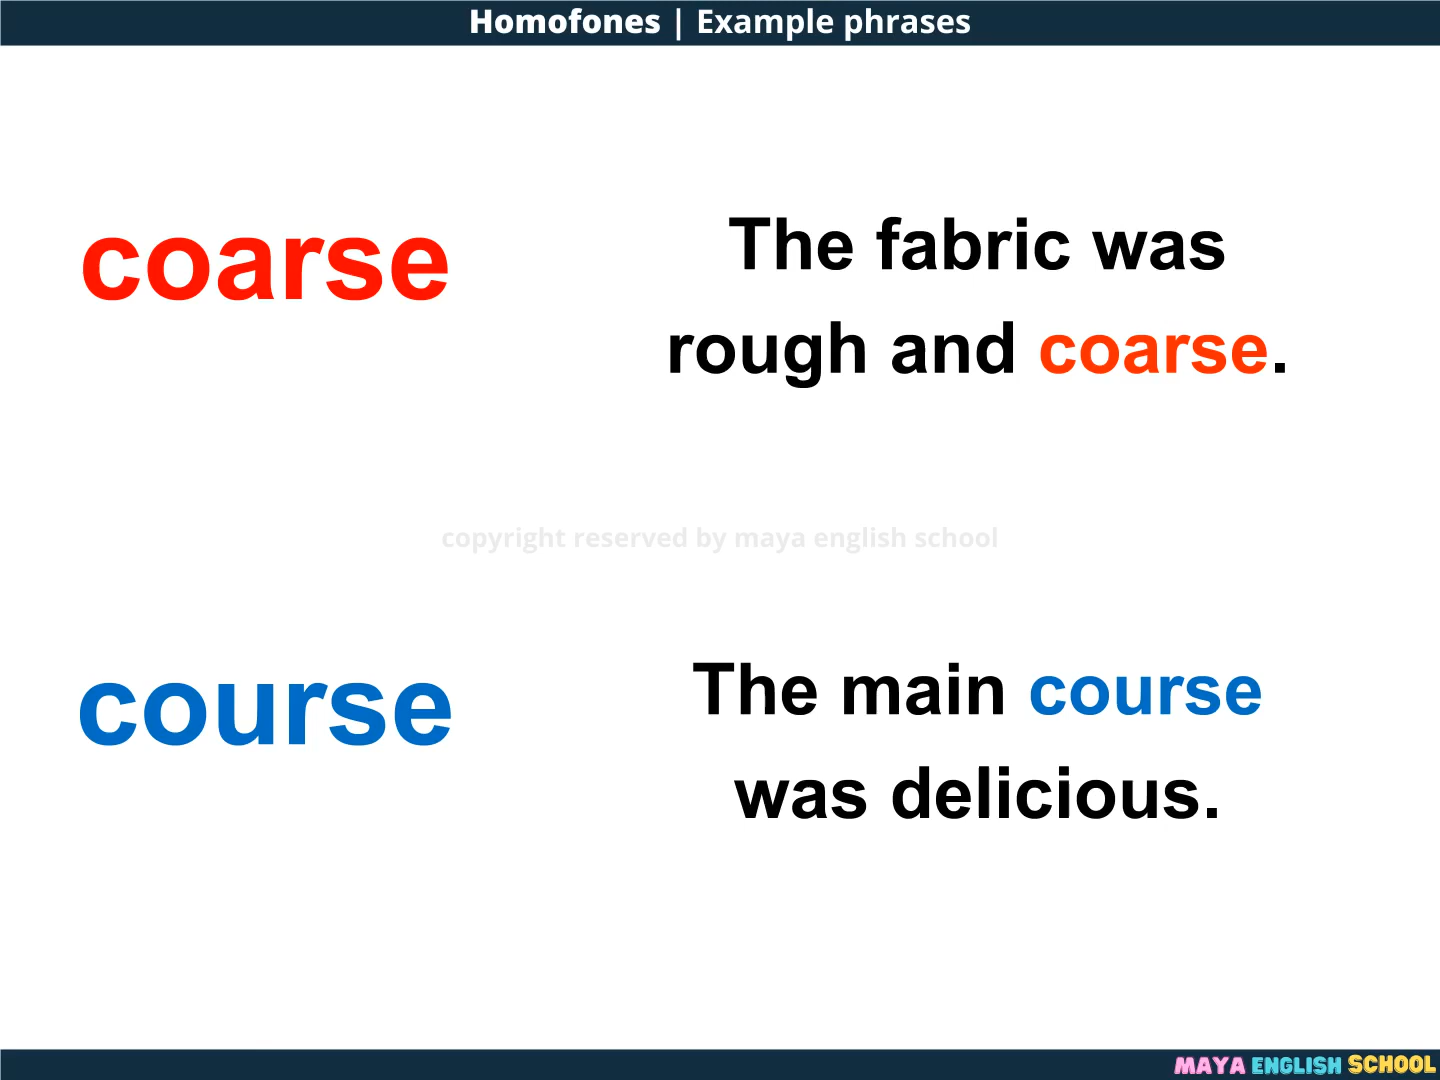 Homofones | Example phrases
coarse
The fabric was
rough and coarse.
copyright reserved by maya english school
course
The main course
was delicious.
MAYA ENGLISH SCHOOL